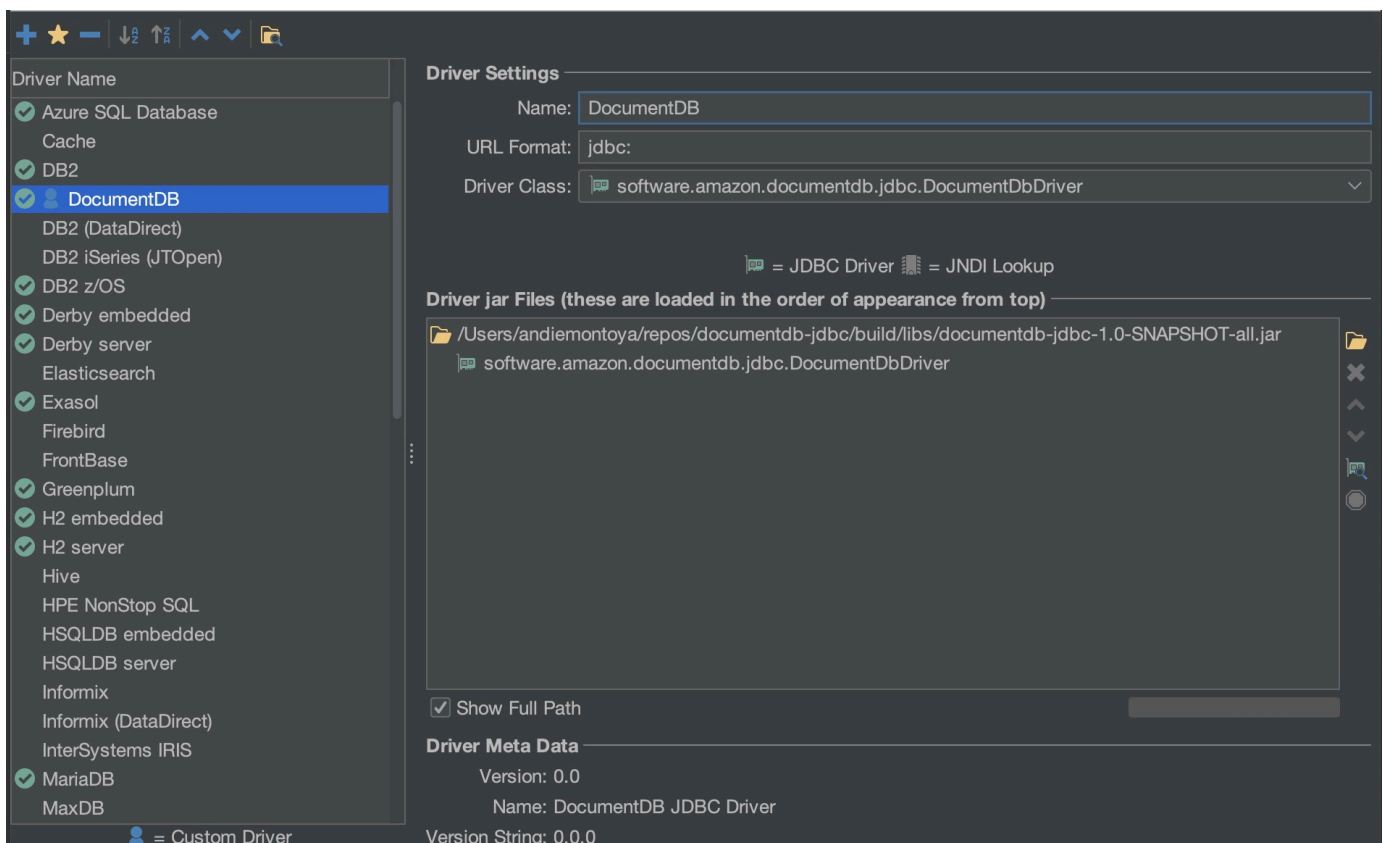 Driver Name
Azure SQL Database
Cache
DB2
DocumentDB
DB2 (DataDirect)
DB2 iSeries (JTOpen)
DB2 z/OS
Derby embedded
Derby server
Elasticsearch
Exasol
Firebird
FrontBase
Greenplum
H2 embedded
H2 server
Hive
HPE NonStop SQL
HSQLDB embedded
HSQLDB server
Informix
Informix (DataDirect)
InterSystems IRIS
MariaDB
MaxDB
= Custom Driver
Driver Settings
Name: DocumentDB
URL Format: jdbc:
Driver Class: software.amazon.documentdb.jdbc.DocumentDbDriver
= JDBC Driver = JNDI Lookup
Driver jar Files (these are loaded in the order of appearance from top)
/Users/andiemontoya/repos/documentdb-jdbc/build/libs/documentdb-jdbc-1.0-SNAPSHOT-all.jar
software.amazon.documentdb.jdbc.DocumentDbDriver
Show Full Path
Driver Meta Data
Version: 0.0
Name: DocumentDB JDBC Driver
Version String: 0.0.0